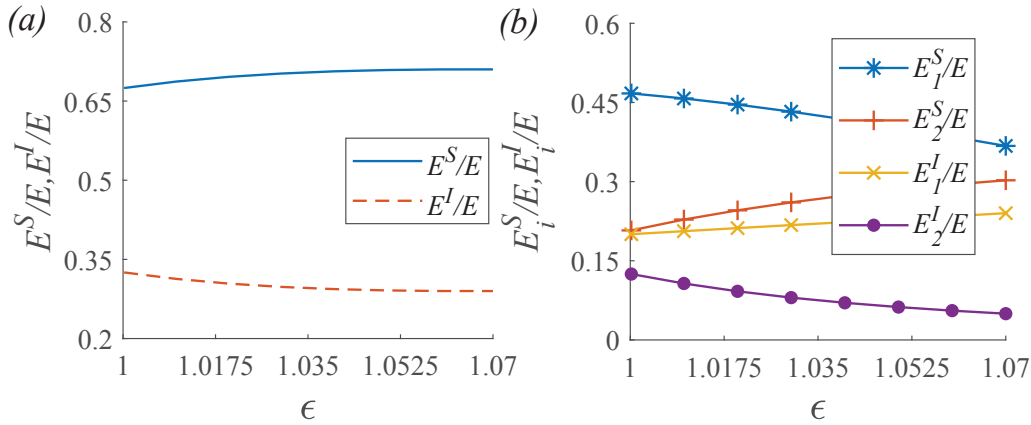 (a)
0.8
0.65
0.5
0.35
0.2
E^S/E, E^I/E
E^S/E
E^I/E
1
1.0175
1.035
1.0525
1.07
ϵ
(b)
0.6
0.45
0.3
0.15
0
E_i^S/E, E_i^I/E
E_1^S/E
E_2^S/E
E_1^I/E
E_2^I/E
1
1.0175
1.035
1.0525
1.07
ϵ